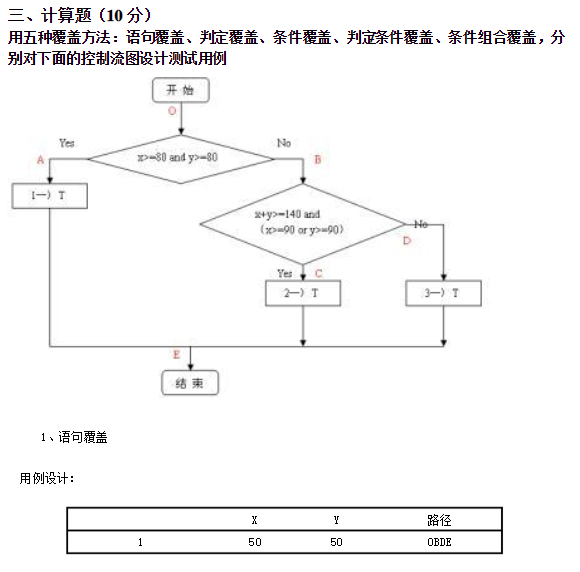 三、计算题（10 分）
用五种覆盖方法：语句覆盖、判定覆盖、条件覆盖、判定条件覆盖、条件组合覆盖，分
别对下面的控制流图设计测试用例
开 始
O
Yes
No
A
x>=80 and y>=80
B
1—）T
x+y>=140 and
（x>=90 or y>=90）
No
D
Yes
C
2—）T
3—）T
E
结 束
1、语句覆盖
用例设计：
X Y 路径
1 50 50 OBDE